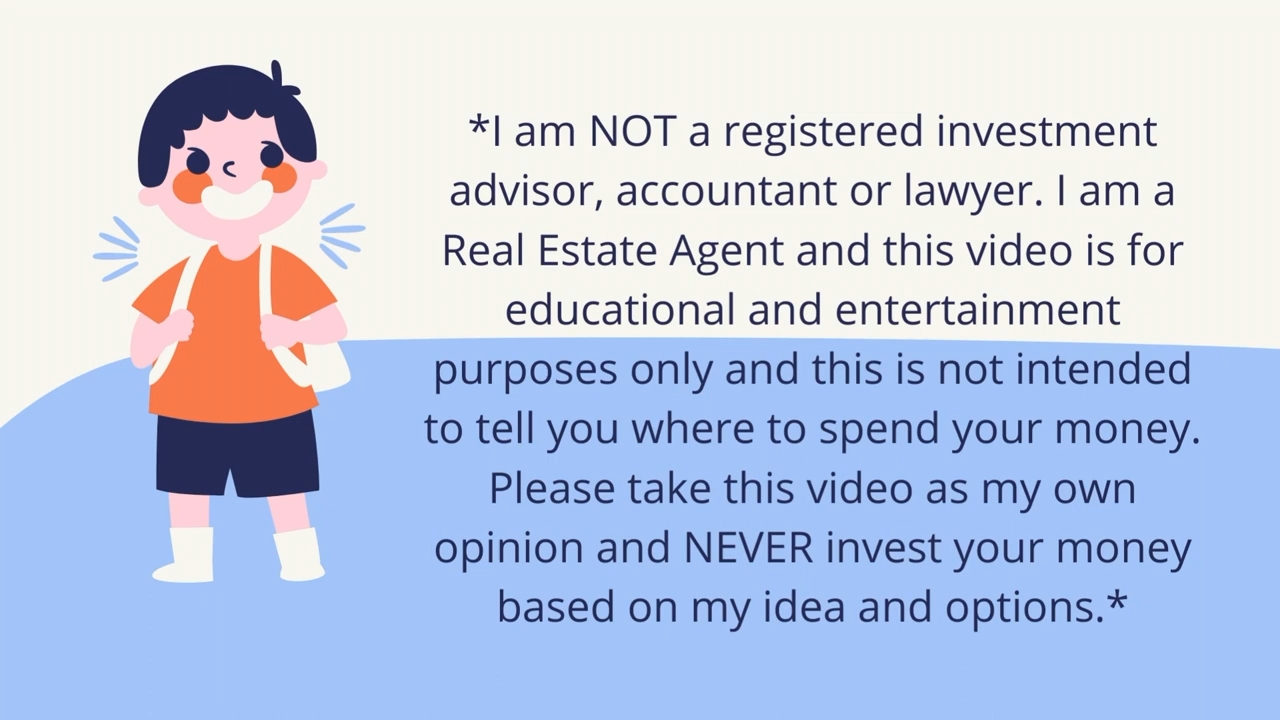 *I am NOT a registered investment
advisor, accountant or lawyer. I am a
Real Estate Agent and this video is for
educational and entertainment
purposes only and this is not intended
to tell you where to spend your money.
Please take this video as my own
opinion and NEVER invest your money
based on my idea and options.*